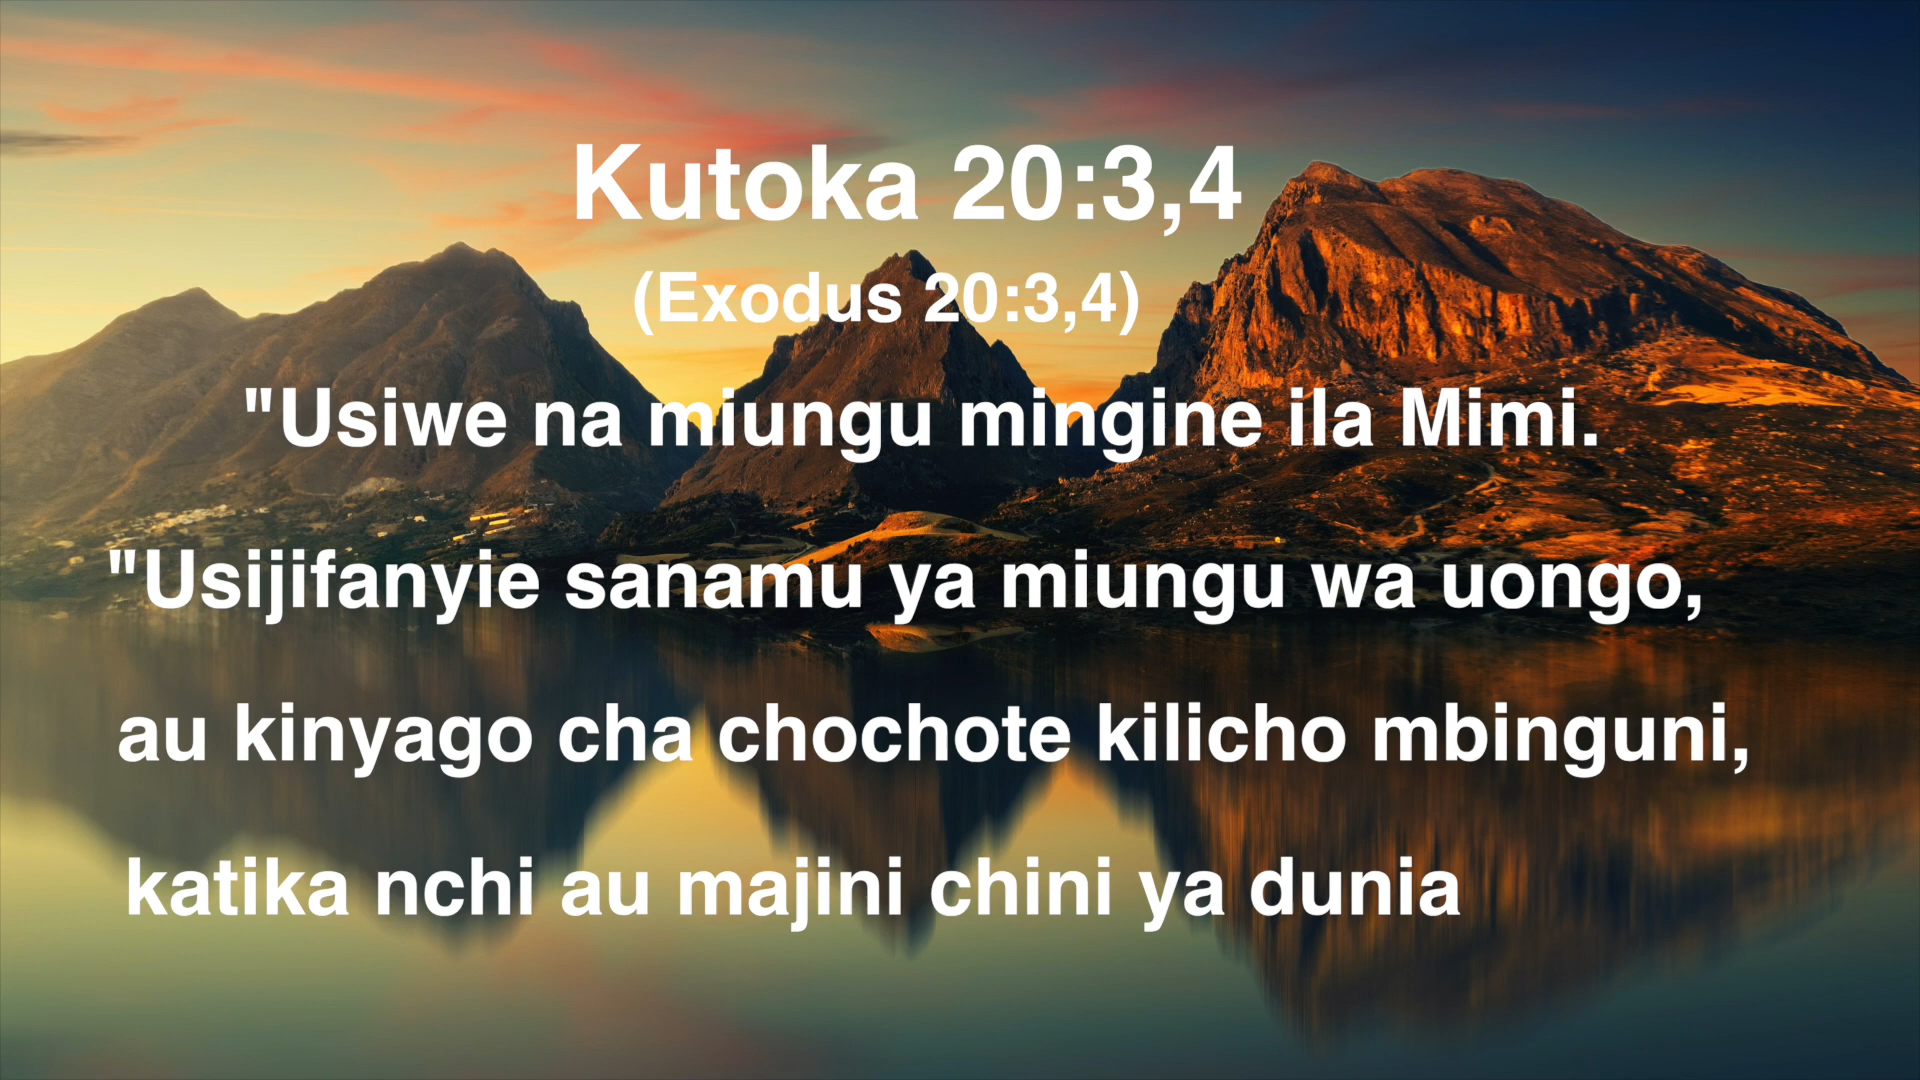 Kutoka 20:3,4
(Exodus 20:3,4)
"Usiwe na miungu mingine ila Mimi.
"Usijifanyie sanamu ya miungu wa uongo,
au kinyago cha chochote kilicho mbinguni,
katika nchi au majini chini ya dunia